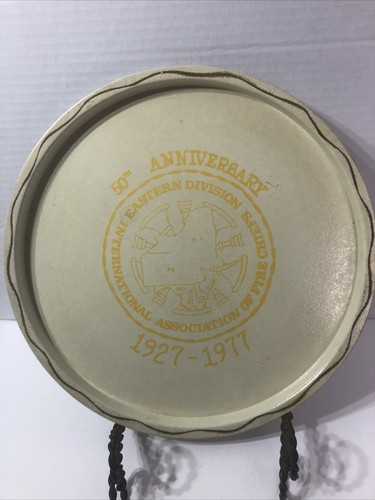 50TH ANNIVERSARY
EASTERN DIVISION
INTERNATIONAL ASSOCIATION OF FIRE CHIEFS
1927-1977